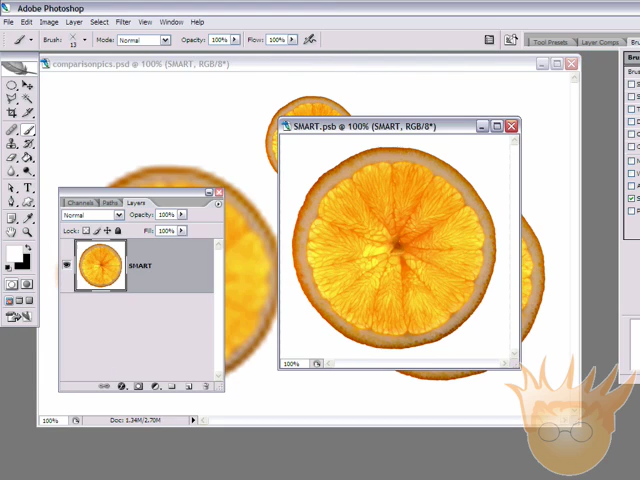 Adobe Photoshop
File Edit Image Layer Select Filter View Window Help
Brush: 13 Mode: Normal Opacity: 100% Flow: 100%
Tool Presets Layer Comps
comparisonpics.psd @ 100% (SMART, RGB/8*)
SMART.psb @ 100% (SMART, RGB/8*)
Channels Paths Layers
Normal Opacity: 100%
Lock: Fill: 100%
SMART
100%
100% Doc: 1.34M/2.70M